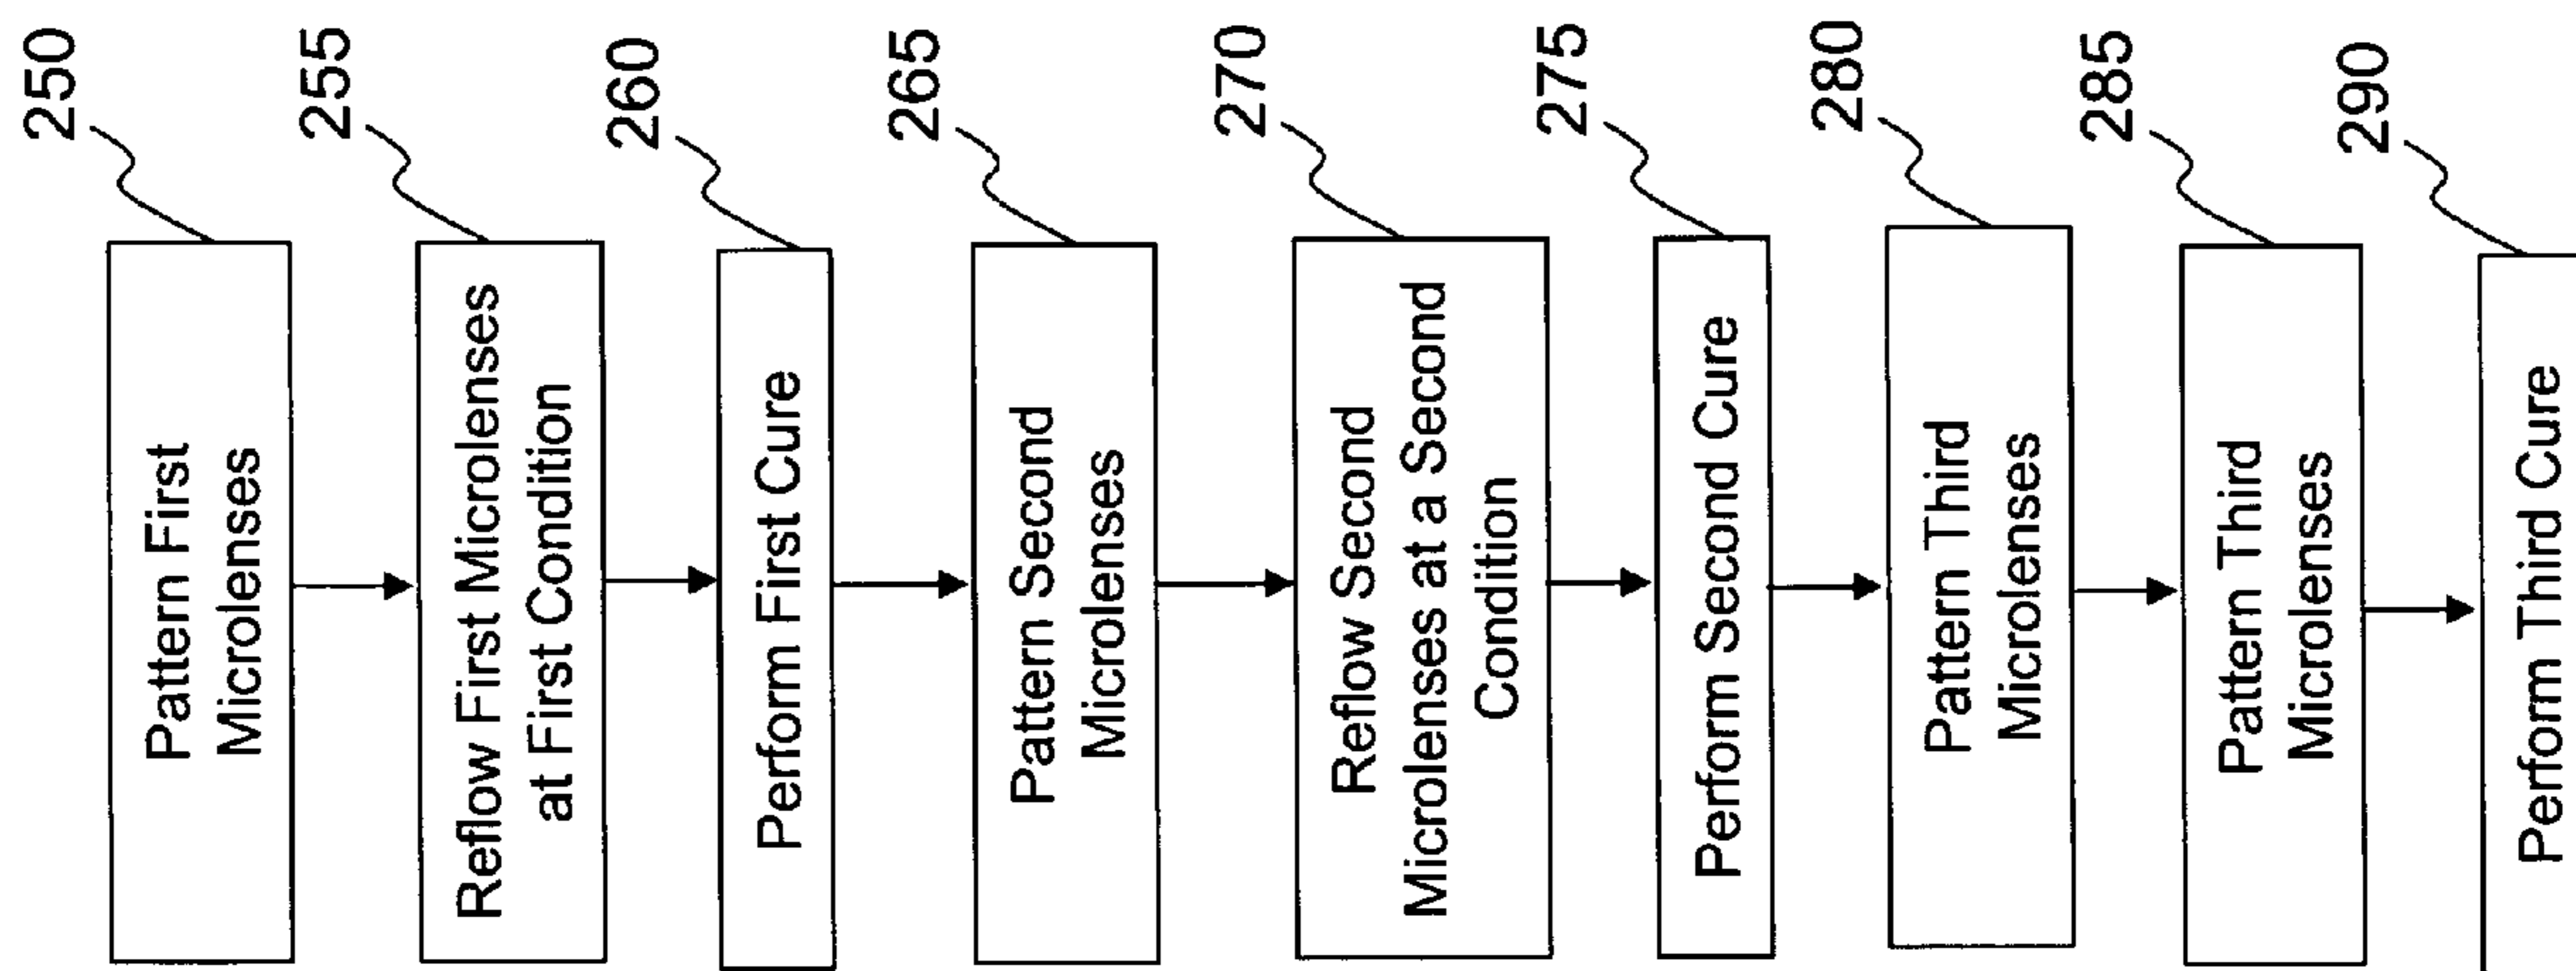 250
Pattern First
Microlenses
255
Reflow First Microlenses
at First Condition
260
Perform First Cure
265
Pattern Second
Microlenses
270
Reflow Second
Microlenses at a Second
Condition
275
Perform Second Cure
280
Pattern Third
Microlenses
285
Pattern Third
Microlenses
290
Perform Third Cure